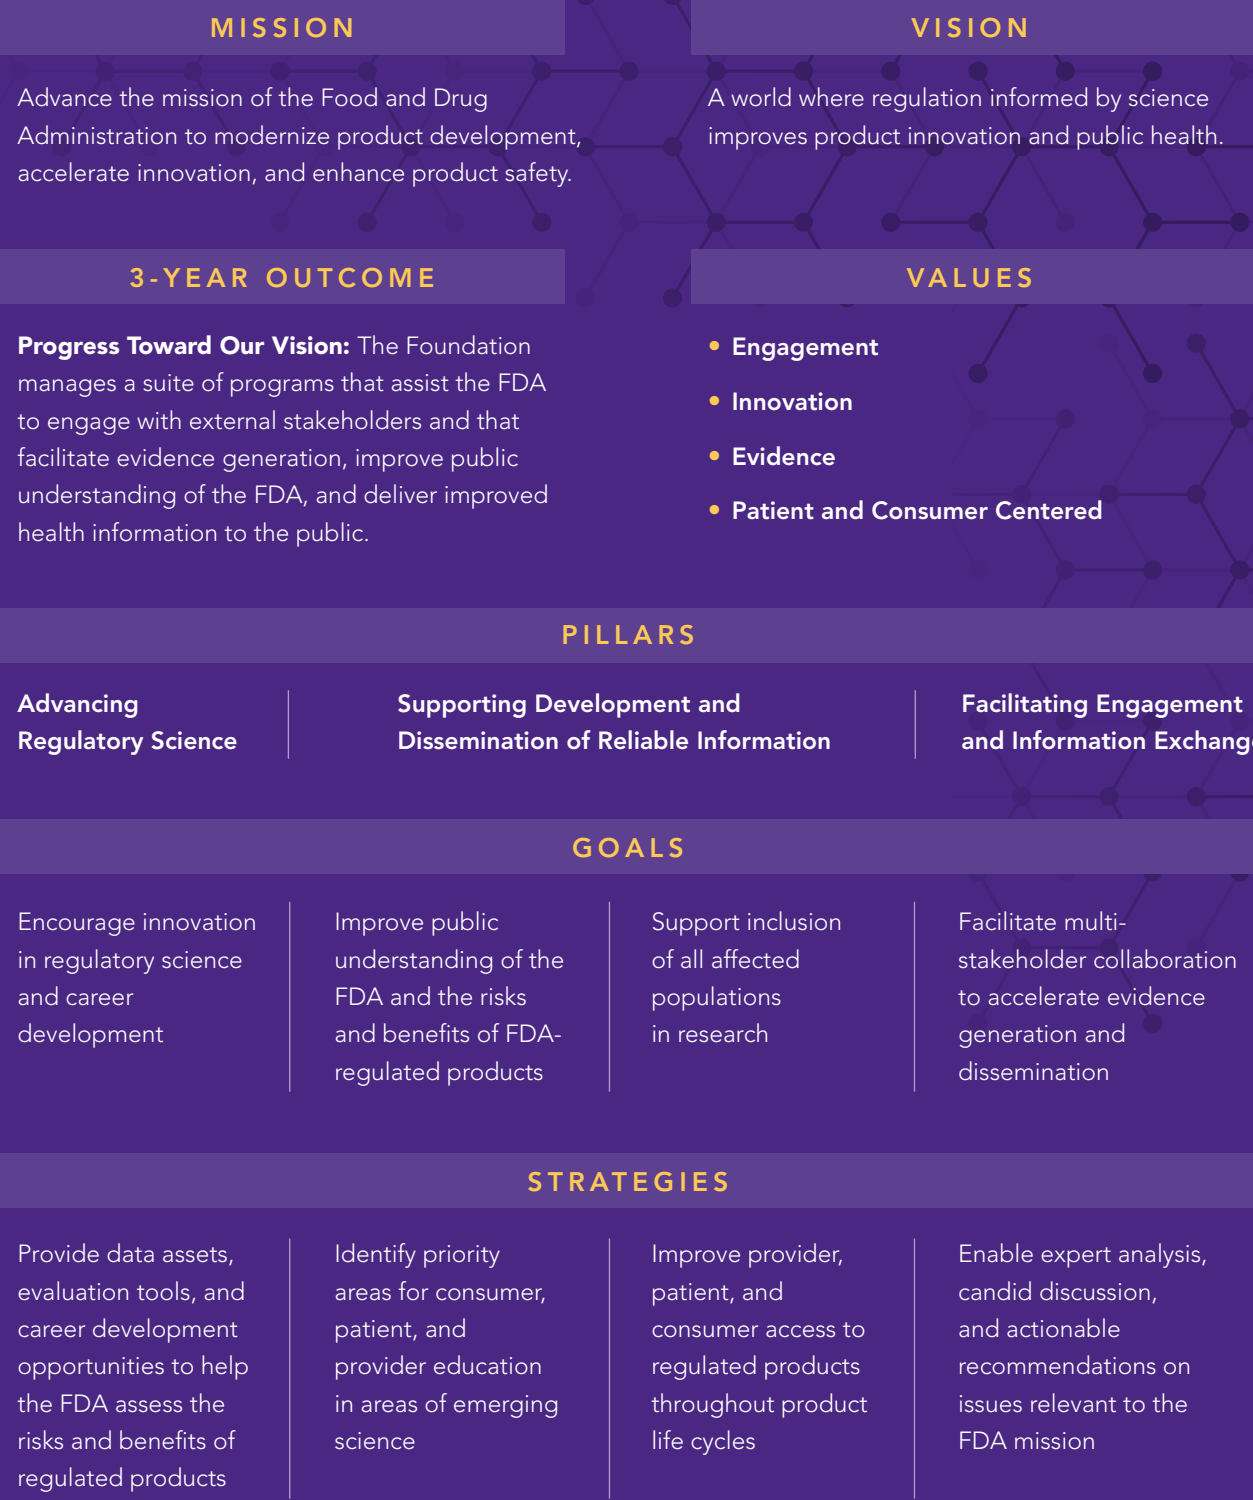 MISSION
Advance the mission of the Food and Drug
Administration to modernize product development,
accelerate innovation, and enhance product safety.
VISION
A world where regulation informed by science
improves product innovation and public health.
3-YEAR OUTCOME
Progress Toward Our Vision: The Foundation
manages a suite of programs that assist the FDA
to engage with external stakeholders and that
facilitate evidence generation, improve public
understanding of the FDA, and deliver improved
health information to the public.
VALUES
• Engagement
• Innovation
• Evidence
• Patient and Consumer Centered
PILLARS
Advancing
Regulatory Science
Supporting Development and
Dissemination of Reliable Information
Facilitating Engagement
and Information Exchange
GOALS
Encourage innovation
in regulatory science
and career
development
Improve public
understanding of the
FDA and the risks
and benefits of FDA-
regulated products
Support inclusion
of all affected
populations
in research
Facilitate multi-
stakeholder collaboration
to accelerate evidence
generation and
dissemination
STRATEGIES
Provide data assets,
evaluation tools, and
career development
opportunities to help
the FDA assess the
risks and benefits of
regulated products
Identify priority
areas for consumer,
patient, and
provider education
in areas of emerging
science
Improve provider,
patient, and
consumer access to
regulated products
throughout product
life cycles
Enable expert analysis,
candid discussion,
and actionable
recommendations on
issues relevant to the
FDA mission